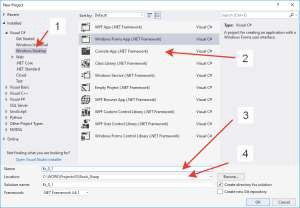 New Project
Recent
Sort by: Default
Installed
1
Visual C#
Get Started
Windows Universal
Windows Desktop
Web
.NET Core
.NET Standard
Cloud
Test
Visual Basic
Visual C++
Visual F#
SQL Server
JavaScript
Python
Other Project Types
Online
Not finding what you are looking for?
Open Visual Studio Installer
WPF App (.NET Framework) Visual C#
Windows Forms App (.NET Framework) Visual C#
Console App (.NET Framework) Visual C#
Class Library (.NET Framework) Visual C#
Windows Service (.NET Framework) Visual C#
Empty Project (.NET Framework) Visual C#
WPF Browser App (.NET Framework) Visual C#
WPF Custom Control Library (.NET Framework) Visual C#
WPF User Control Library (.NET Framework) Visual C#
Windows Forms Control Library (.NET Framework) Visual C#
2
3
4
Type: Visual C#
A project for creating an application with a
Windows Forms user interface
Name:
Location:
Solution name:
Framework: .NET Framework
Browse...
Create directory for solution
Create new Git repository
OK
Cancel